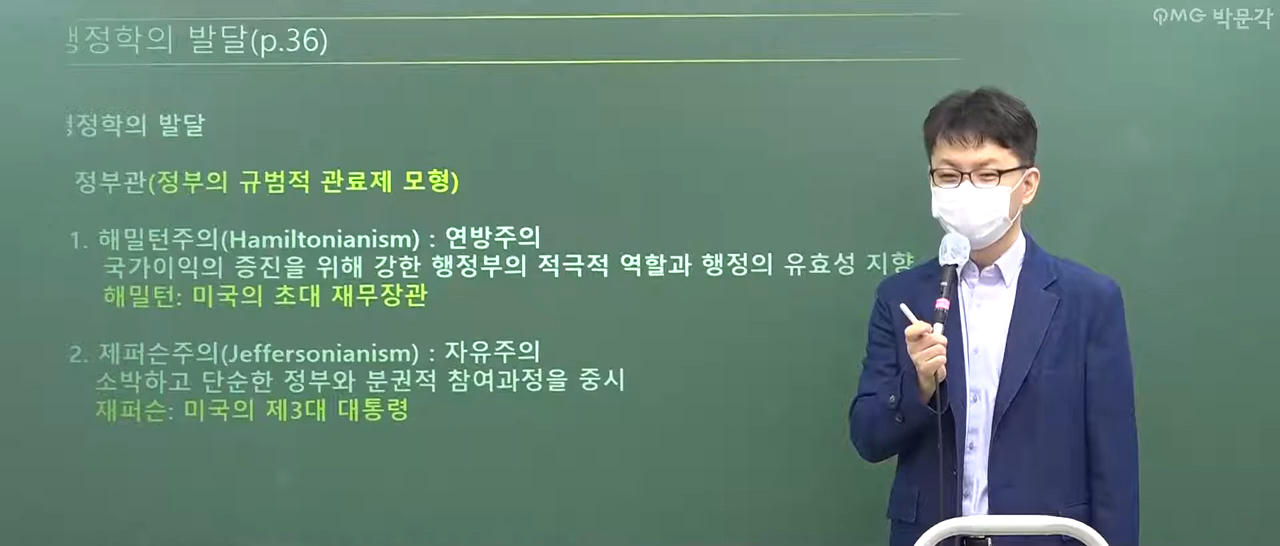 PMG 박문각
행정학의 발달(p.36)
행정학의 발달
정부관(정부의 규범적 관료제 모형)
1. 해밀턴주의(Hamiltonianism) : 연방주의
국가이익의 증진을 위해 강한 행정부의 적극적 역할과 행정의 유효성 지향
해밀턴: 미국의 초대 재무장관
2. 제퍼슨주의(Jeffersonianism) : 자유주의
소박하고 단순한 정부와 분권적 참여과정을 중시
재퍼슨: 미국의 제3대 대통령